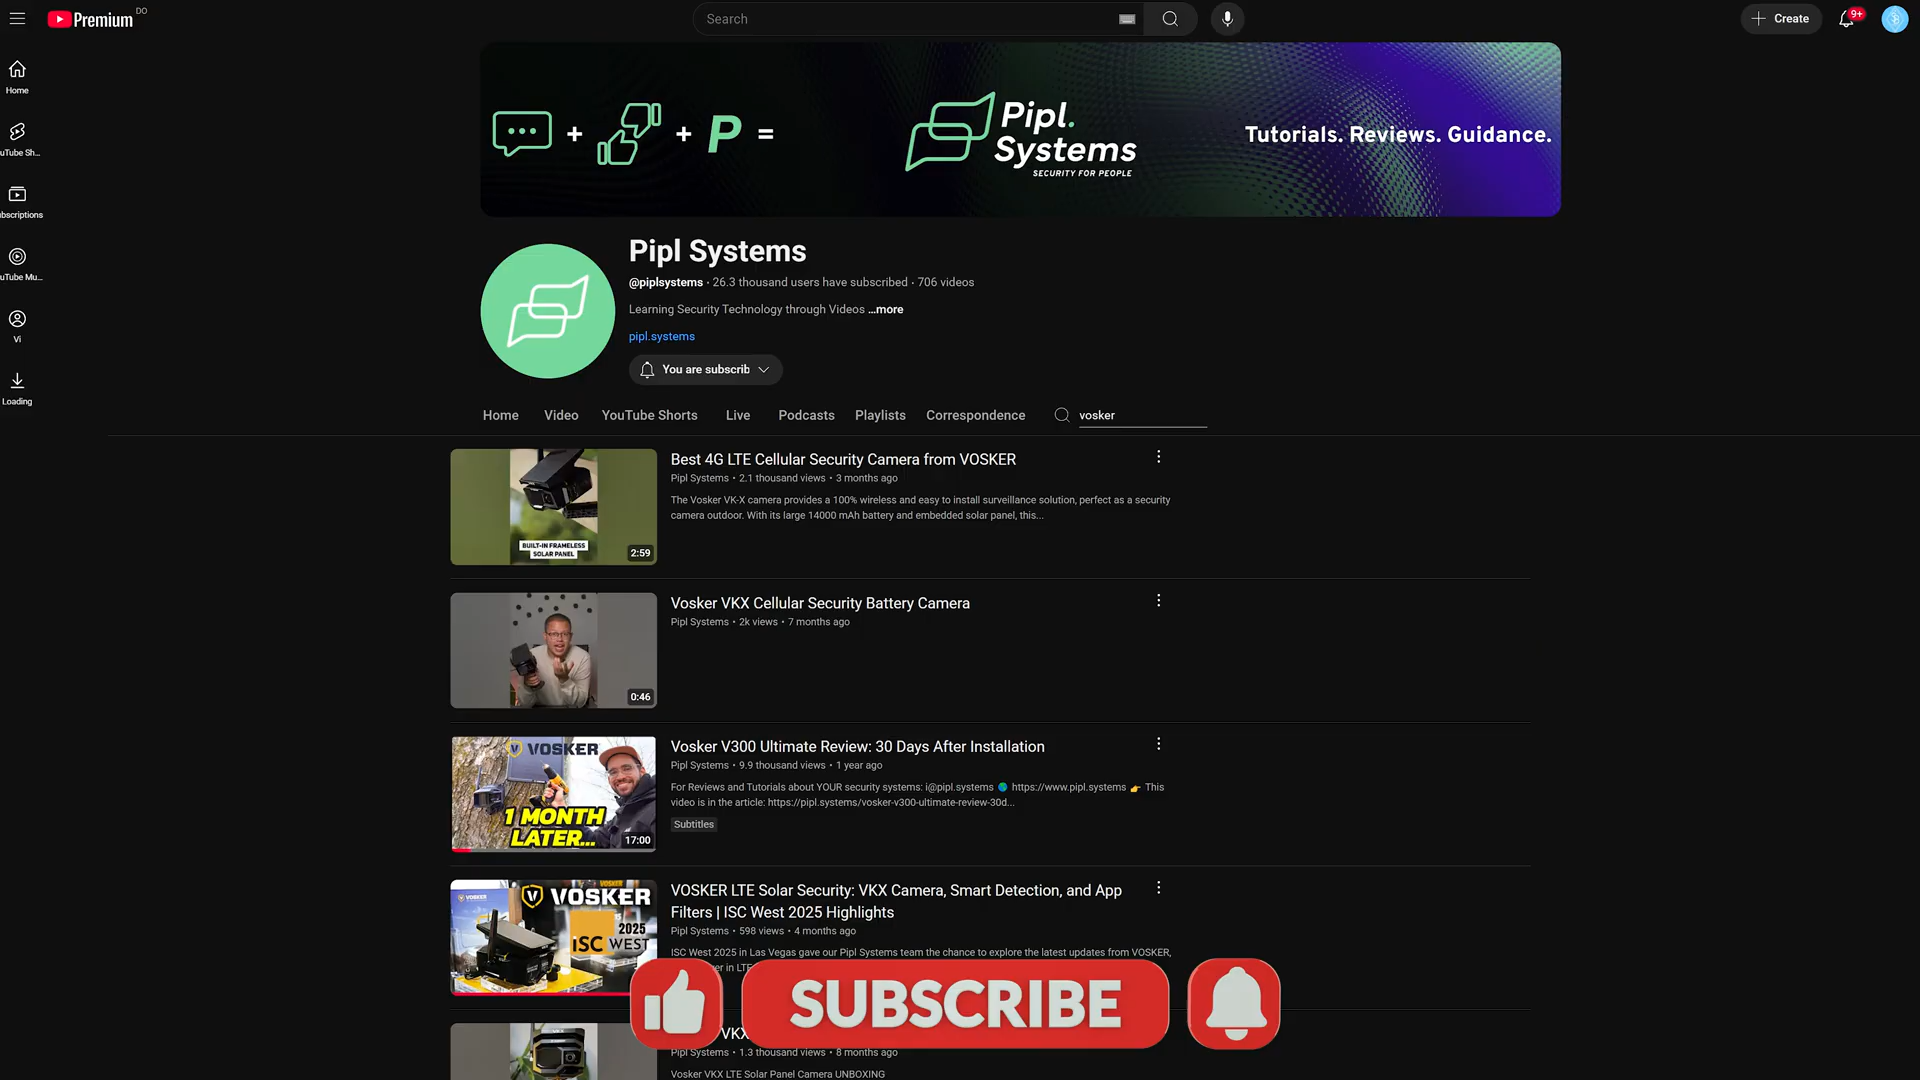 Premium DO
Search
Create
9+
Home
uTube Sh...
bscriptions
uTube Mu...
Vi
Loading
+ + P =
Pipl.
Systems
SECURITY FOR PEOPLE
Tutorials. Reviews. Guidance.
Pipl Systems
@piplsystems · 26.3 thousand users have subscribed · 706 videos
Learning Security Technology through Videos ...more
pipl.systems
You are subscrib
Home Video YouTube Shorts Live Podcasts Playlists Correspondence vosker
BUILT-IN FRAMELESS
SOLAR PANEL
2:59
Best 4G LTE Cellular Security Camera from VOSKER
Pipl Systems • 2.1 thousand views • 3 months ago
The Vosker VK-X camera provides a 100% wireless and easy to install surveillance solution, perfect as a security
camera outdoor. With its large 14000 mAh battery and embedded solar panel, this...
0:46
Vosker VKX Cellular Security Battery Camera
Pipl Systems • 2k views • 7 months ago
VOSKER
1 MONTH
LATER...
17:00
Vosker V300 Ultimate Review: 30 Days After Installation
Pipl Systems • 9.9 thousand views • 1 year ago
For Reviews and Tutorials about YOUR security systems: i@pipl.systems 🌎 https://www.pipl.systems 👉 This
video is in the article: https://pipl.systems/vosker-v300-ultimate-review-30d...
Subtitles
VOSKER
VOSKER
VOSKER
2025
iSC WEST
VOSKER LTE Solar Security: VKX Camera, Smart Detection, and App
Filters | ISC West 2025 Highlights
Pipl Systems • 598 views • 4 months ago
ISC West 2025 in Las Vegas gave our Pipl Systems team the chance to explore the latest updates from VOSKER,
er in LTE
SUBSCRIBE
VKX
Pipl Systems • 1.3 thousand views • 8 months ago
Vosker VKX LTE Solar Panel Camera UNBOXING